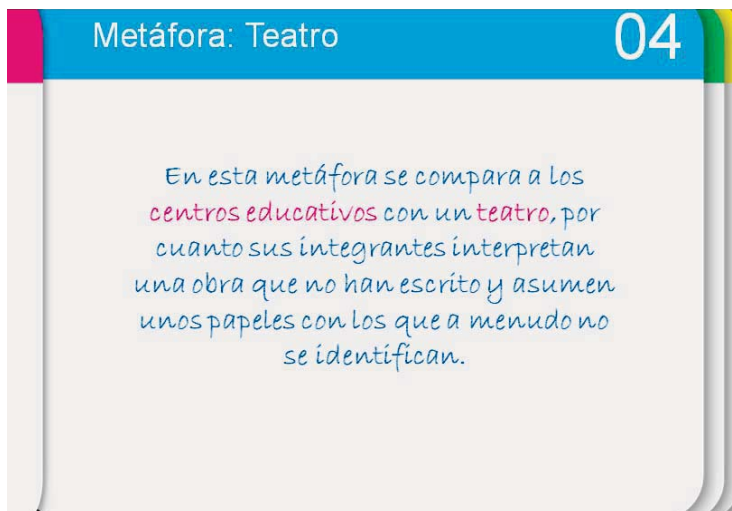 Metáfora: Teatro
04
En esta metáfora se compara a los
centros educativos con un teatro, por
cuanto sus integrantes interpretan
una obra que no han escrito y asumen
unos papeles con los que a menudo no
se identifican.